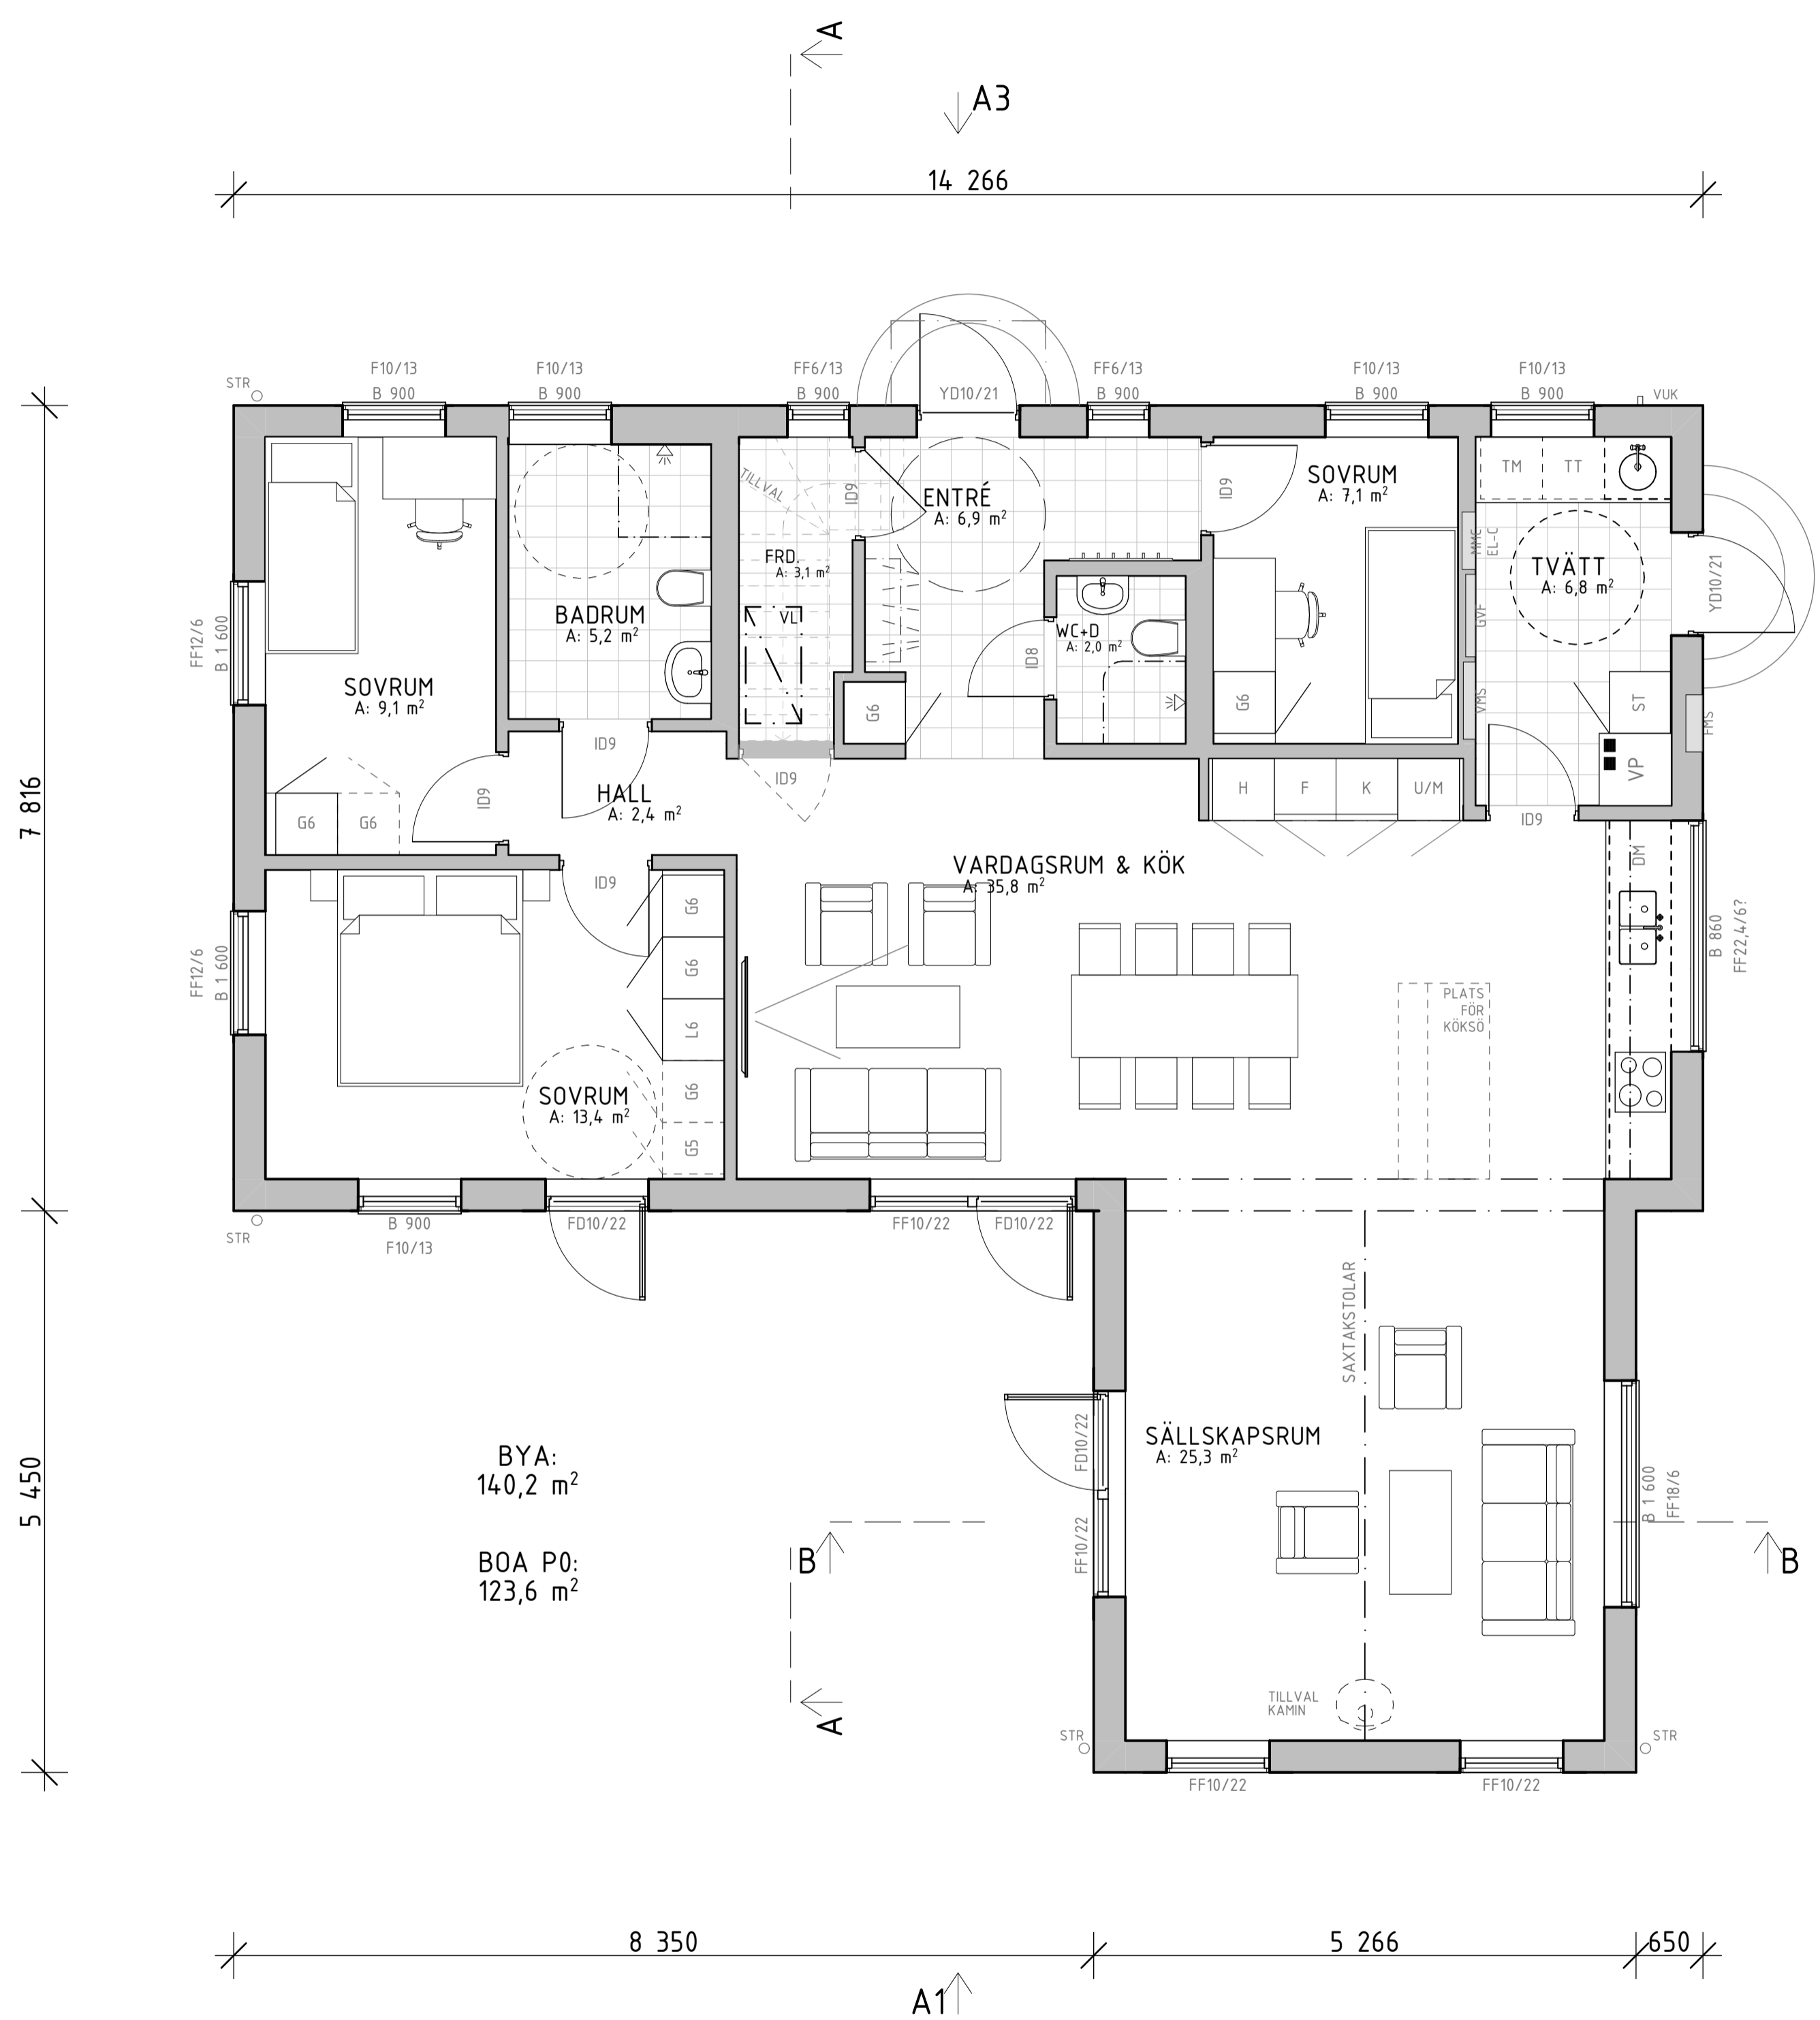 A
A3
14 266
STR
F10/13
B 900
F10/13
B 900
FF6/13
B 900
YD10/21
FF6/13
B 900
F10/13
B 900
F10/13
B 900
VUK
TILLVAL
ID9
ENTRÉ
A: 6,9 m²
ID9
SOVRUM
A: 7,1 m²
TM
TT
MMC
EL-C
FRD.
A: 3,1 m²
TVÄTT
A: 6,8 m²
YD10/21
BADRUM
A: 5,2 m²
VL
WC+D
A: 2,0 m²
ID8
GVF
FF12/6
B 1 600
SOVRUM
A: 9,1 m²
G6
G6
VMS
ST
FMS
ID9
ID9
VP
7 816
HALL
A: 2,4 m²
ID9
G6
G6
H
F
K
U/M
ID9
VARDAGSRUM & KÖK
A: 35,8 m²
DM
ID9
G6
G6
L6
G6
G5
FF12/6
B 1 600
B 860
FF22,4/6?
PLATS
FÖR
KÖKSÖ
SOVRUM
A: 13,4 m²
STR
B 900
F10/13
FD10/22
FF10/22
FD10/22
SAXTAKSTOLAR
5 450
BYA:
140,2 m²
BOA P0:
123,6 m²
FD10/22
FF10/22
SÄLLSKAPSRUM
A: 25,3 m²
B 1 600
FF18/6
B
B
A
TILLVAL
KAMIN
STR
STR
FF10/22
FF10/22
8 350
5 266
650
A1